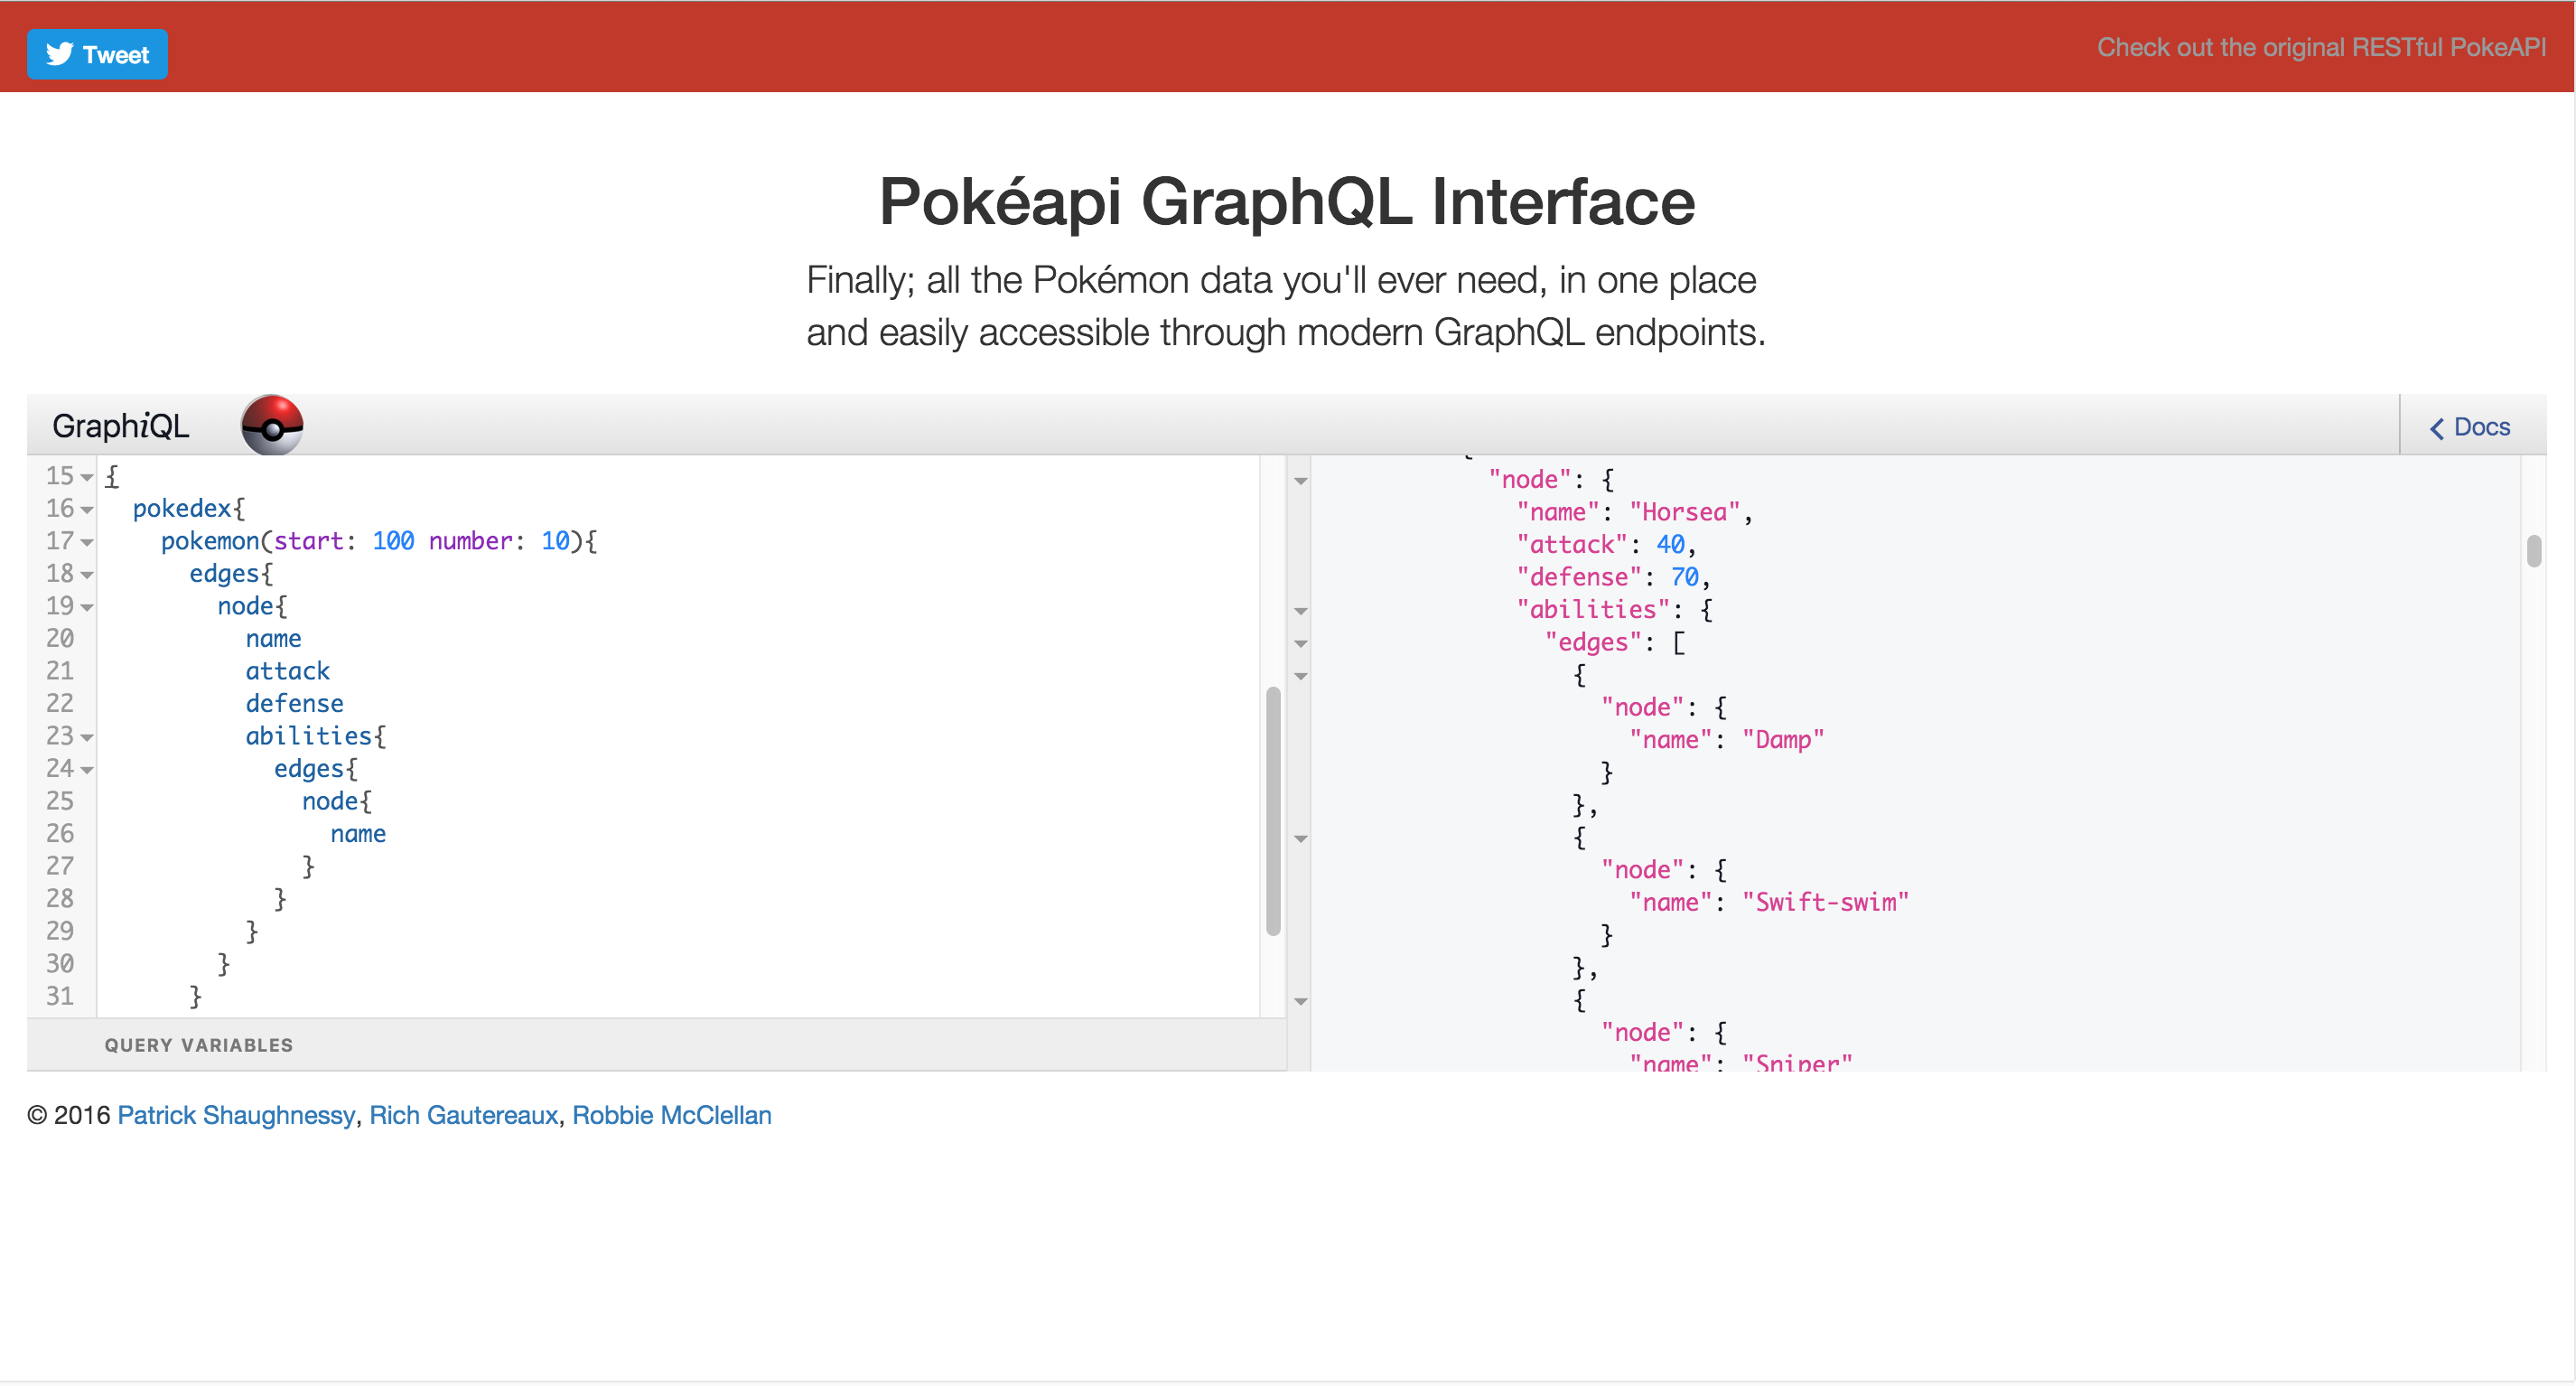 Tweet
Check out the original RESTful PokeAPI
Pokéapi GraphQL Interface
Finally; all the Pokémon data you'll ever need, in one place
and easily accessible through modern GraphQL endpoints.
GraphiQL
Docs
15 {
16 pokedex{
17 pokemon(start: 100 number: 10){
18 edges{
19 node{
20 name
21 attack
22 defense
23 abilities{
24 edges{
25 node{
26 name
27 }
28 }
29 }
30 }
31 }
QUERY VARIABLES
{
"node": {
"name": "Horsea",
"attack": 40,
"defense": 70,
"abilities": {
"edges": [
{
"node": {
"name": "Damp"
}
},
{
"node": {
"name": "Swift-swim"
}
},
{
"node": {
"name": "Sniper"
© 2016 Patrick Shaughnessy, Rich Gautereaux, Robbie McClellan